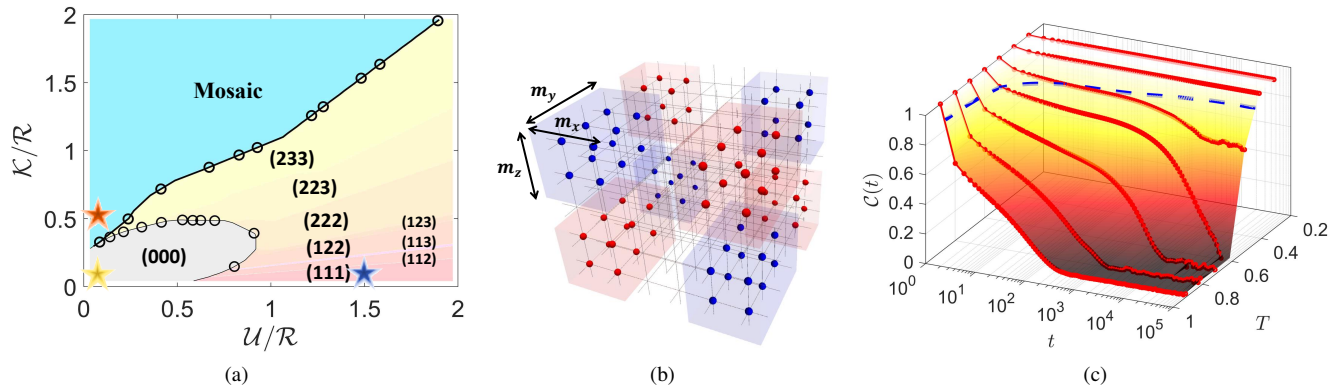 2
1.5
1
0.5
0
K/R
Mosaic
(233)
(223)
(222)
(122)
(111)
(123)
(113)
(112)
(000)
0 0.5 1 1.5 2
U/R
(a)
m_y
m_x
m_z
(b)
1
0.8
0.6
0.4
0.2
0
C(t)
10^0 10^1 10^2 10^3 10^4 10^5
t
1 0.8 0.6 0.4 0.2
T
(c)